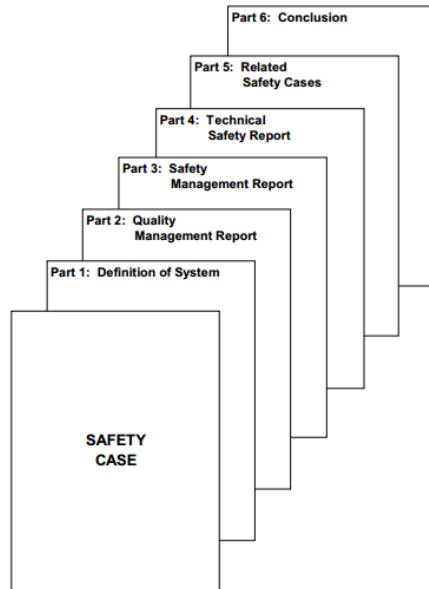 Part 6: Conclusion
Part 5: Related
Safety Cases
Part 4: Technical
Safety Report
Part 3: Safety
Management Report
Part 2: Quality
Management Report
Part 1: Definition of System
SAFETY
CASE